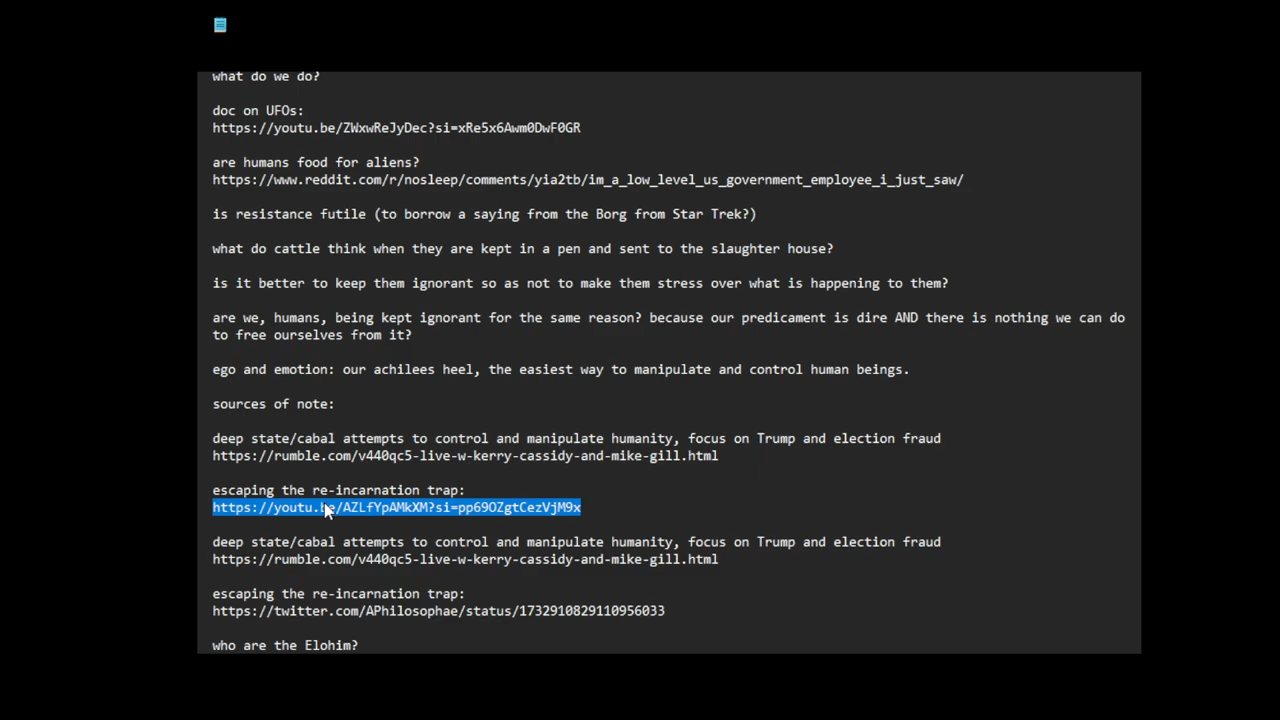 what do we do?
doc on UFOs:
https://youtu.be/ZWxwReJyDec?si=xRe5x6Awm0DwF0GR
are humans food for aliens?
https://www.reddit.com/r/nosleep/comments/yia2tb/im_a_low_level_us_government_employee_i_just_saw/
is resistance futile (to borrow a saying from the Borg from Star Trek?)
what do cattle think when they are kept in a pen and sent to the slaughter house?
is it better to keep them ignorant so as not to make them stress over what is happening to them?
are we, humans, being kept ignorant for the same reason? because our predicament is dire AND there is nothing we can do
to free ourselves from it?
ego and emotion: our achilees heel, the easiest way to manipulate and control human beings.
sources of note:
deep state/cabal attempts to control and manipulate humanity, focus on Trump and election fraud
https://rumble.com/v440qc5-live-w-kerry-cassidy-and-mike-gill.html
escaping the re-incarnation trap:
https://youtu.be/AZLfYpAMkXM?si=pp69OZgtCezVjM9x
deep state/cabal attempts to control and manipulate humanity, focus on Trump and election fraud
https://rumble.com/v440qc5-live-w-kerry-cassidy-and-mike-gill.html
escaping the re-incarnation trap:
https://twitter.com/APhilosophae/status/1732910829110956033
who are the Elohim?